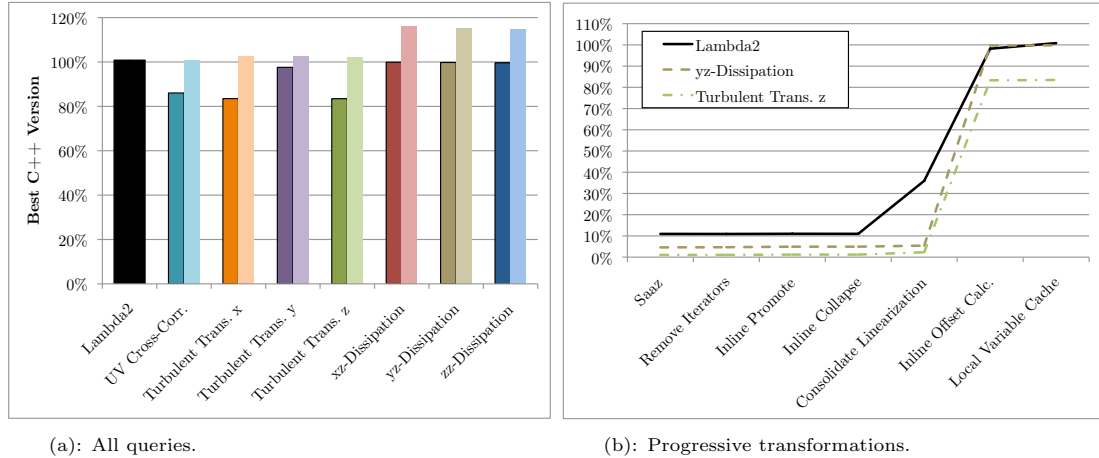 120%
100%
80%
60%
40%
20%
0%
Best C++ Version
Lambda2
UV Cross-Corr.
Turbulent Trans. x
Turbulent Trans. y
Turbulent Trans. z
xz-Dissipation
yz-Dissipation
zz-Dissipation
(a): All queries.
110%
100%
90%
80%
70%
60%
50%
40%
30%
20%
10%
0%
Lambda2
yz-Dissipation
Turbulent Trans. z
Saaz
Remove Iterators
Inline Promote
Inline Collapse
Consolidate Linearization
Inline Offset Calc.
Local Variable Cache
(b): Progressive transformations.